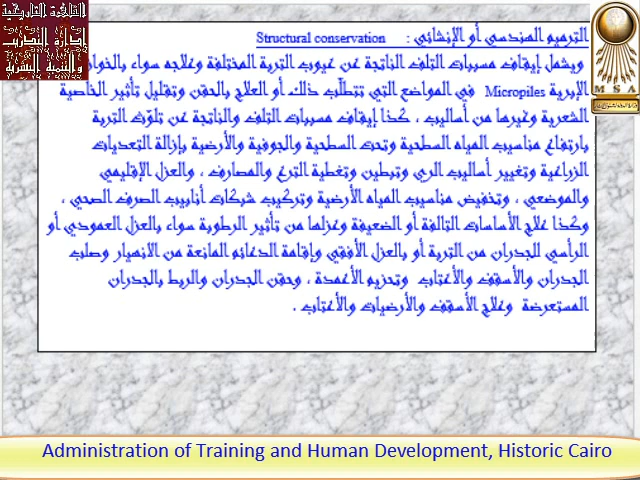 القاهرة التاريخية
إدارة التدريب
والتنمية البشرية
MSA
الترميم الهندسي أو الإنشائي : Structural conservation
ويشمل إيقاف مسببات التلف الناتجة عن عيوب التربة المختلفة وعلاجه سواء بالخوازيق
الإبرية Micropiles في المواضع التي تتطلب ذلك أو العلاج بالحقن وتقليل تأثير الخاصية
الشعرية وغيرها من أساليب ، كذا إيقاف مسببات التلف والناتجة عن تلوّث التربة
بارتفاع مناسيب المياه السطحية وتحت السطحية والجوفية والأرضية بإزالة التعديات
الزراعية وتغيير أساليب الري وتبطين وتغطية الترع والمصارف ، والعزل الإقليمي
والموضعي ، وتخفيض مناسيب المياه الأرضية وتركيب شبكات أنابيب الصرف الصحي ،
وكذا علاج الأساسات التالفة أو الضعيفة وعزلها من تأثير الرطوبة سواء بالعزل العمودي أو
الرأسي للجدران من التربة أو بالعزل الأفقي وإقامة الدعائم المانعة من الانهيار وصلب
الجدران والأسقف والأعتاب وتحزيم الأعمدة ، وحقن الجدران والربط بالجدران
المستعرضة وعلاج الأسقف والأرضيات والأعتاب .
Administration of Training and Human Development, Historic Cairo